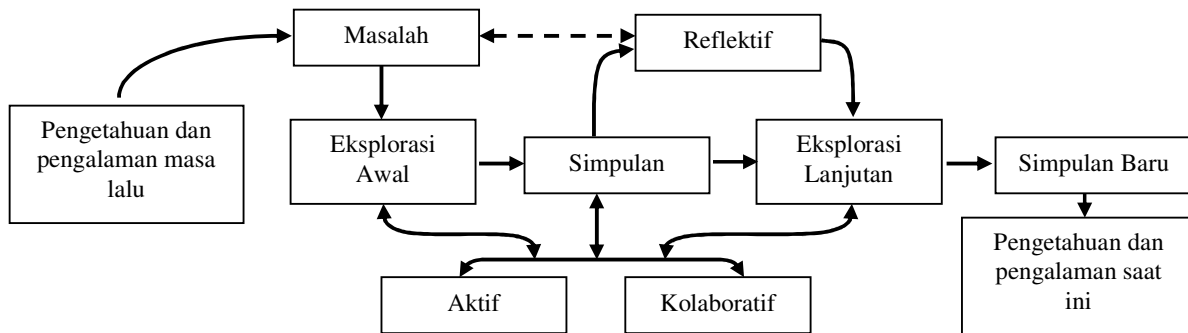 Masalah
Reflektif
Pengetahuan dan
pengalaman masa
lalu
Eksplorasi
Awal
Simpulan
Eksplorasi
Lanjutan
Simpulan Baru
Pengetahuan dan
pengalaman saat
ini
Aktif
Kolaboratif